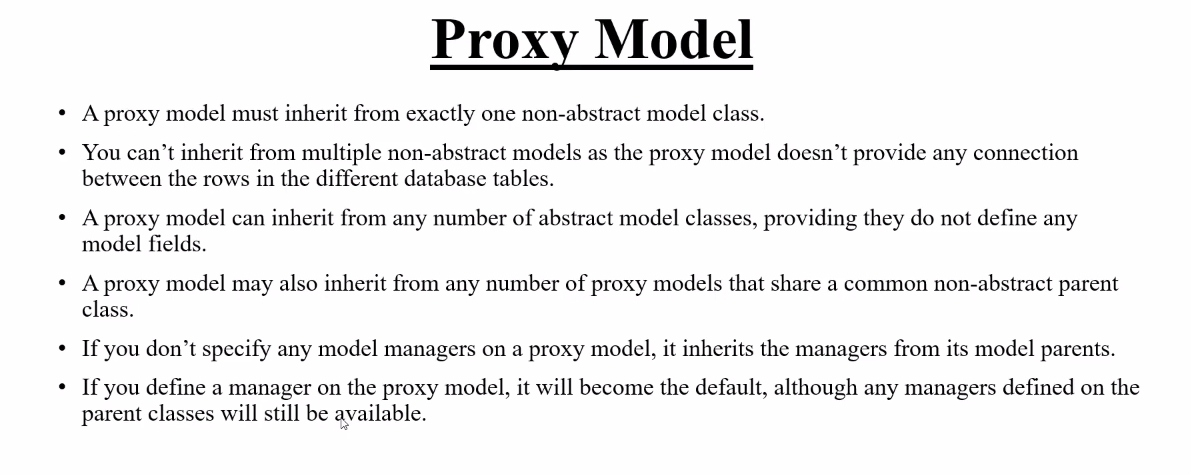 Proxy Model
• A proxy model must inherit from exactly one non-abstract model class.
• You can’t inherit from multiple non-abstract models as the proxy model doesn’t provide any connection
between the rows in the different database tables.
• A proxy model can inherit from any number of abstract model classes, providing they do not define any
model fields.
• A proxy model may also inherit from any number of proxy models that share a common non-abstract parent
class.
• If you don’t specify any model managers on a proxy model, it inherits the managers from its model parents.
• If you define a manager on the proxy model, it will become the default, although any managers defined on the
parent classes will still be available.